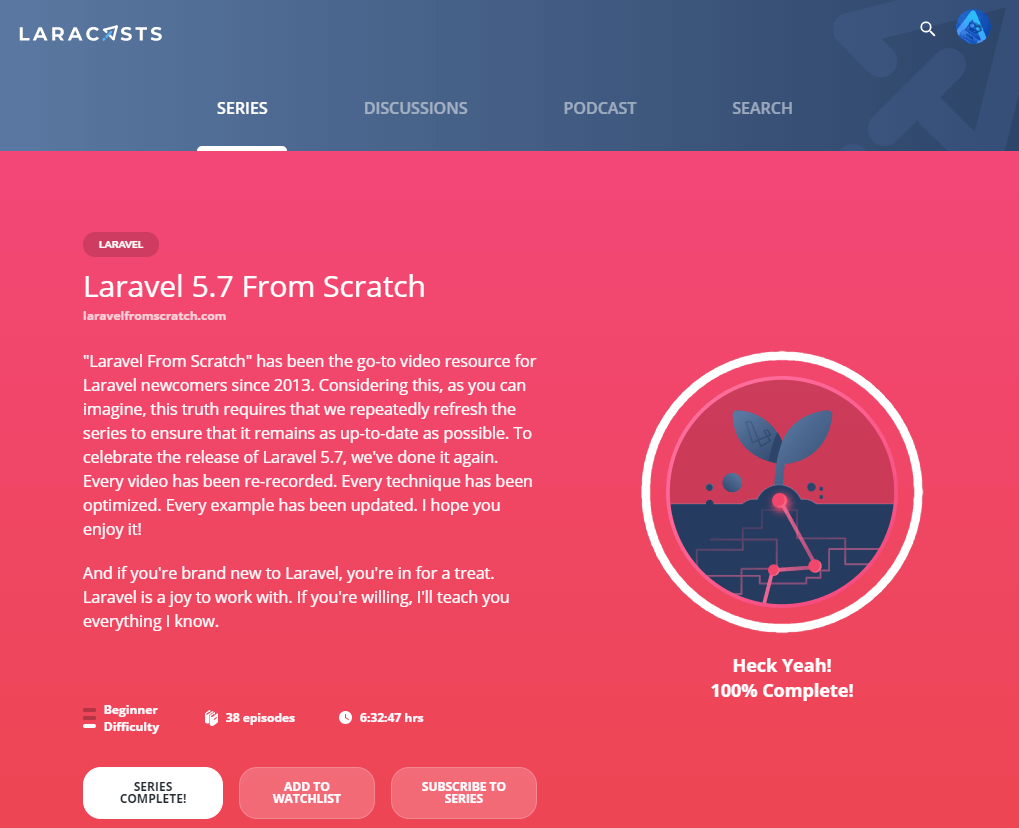 LARACASTS
SERIES
DISCUSSIONS
PODCAST
SEARCH
LARAVEL
Laravel 5.7 From Scratch
laravelfromscratch.com
"Laravel From Scratch" has been the go-to video resource for
Laravel newcomers since 2013. Considering this, as you can
imagine, this truth requires that we repeatedly refresh the
series to ensure that it remains as up-to-date as possible. To
celebrate the release of Laravel 5.7, we've done it again.
Every video has been re-recorded. Every technique has been
optimized. Every example has been updated. I hope you
enjoy it!
And if you're brand new to Laravel, you're in for a treat.
Laravel is a joy to work with. If you're willing, I'll teach you
everything I know.
Heck Yeah!
100% Complete!
Beginner
Difficulty
38 episodes
6:32:47 hrs
SERIES
COMPLETE!
ADD TO
WATCHLIST
SUBSCRIBE TO
SERIES